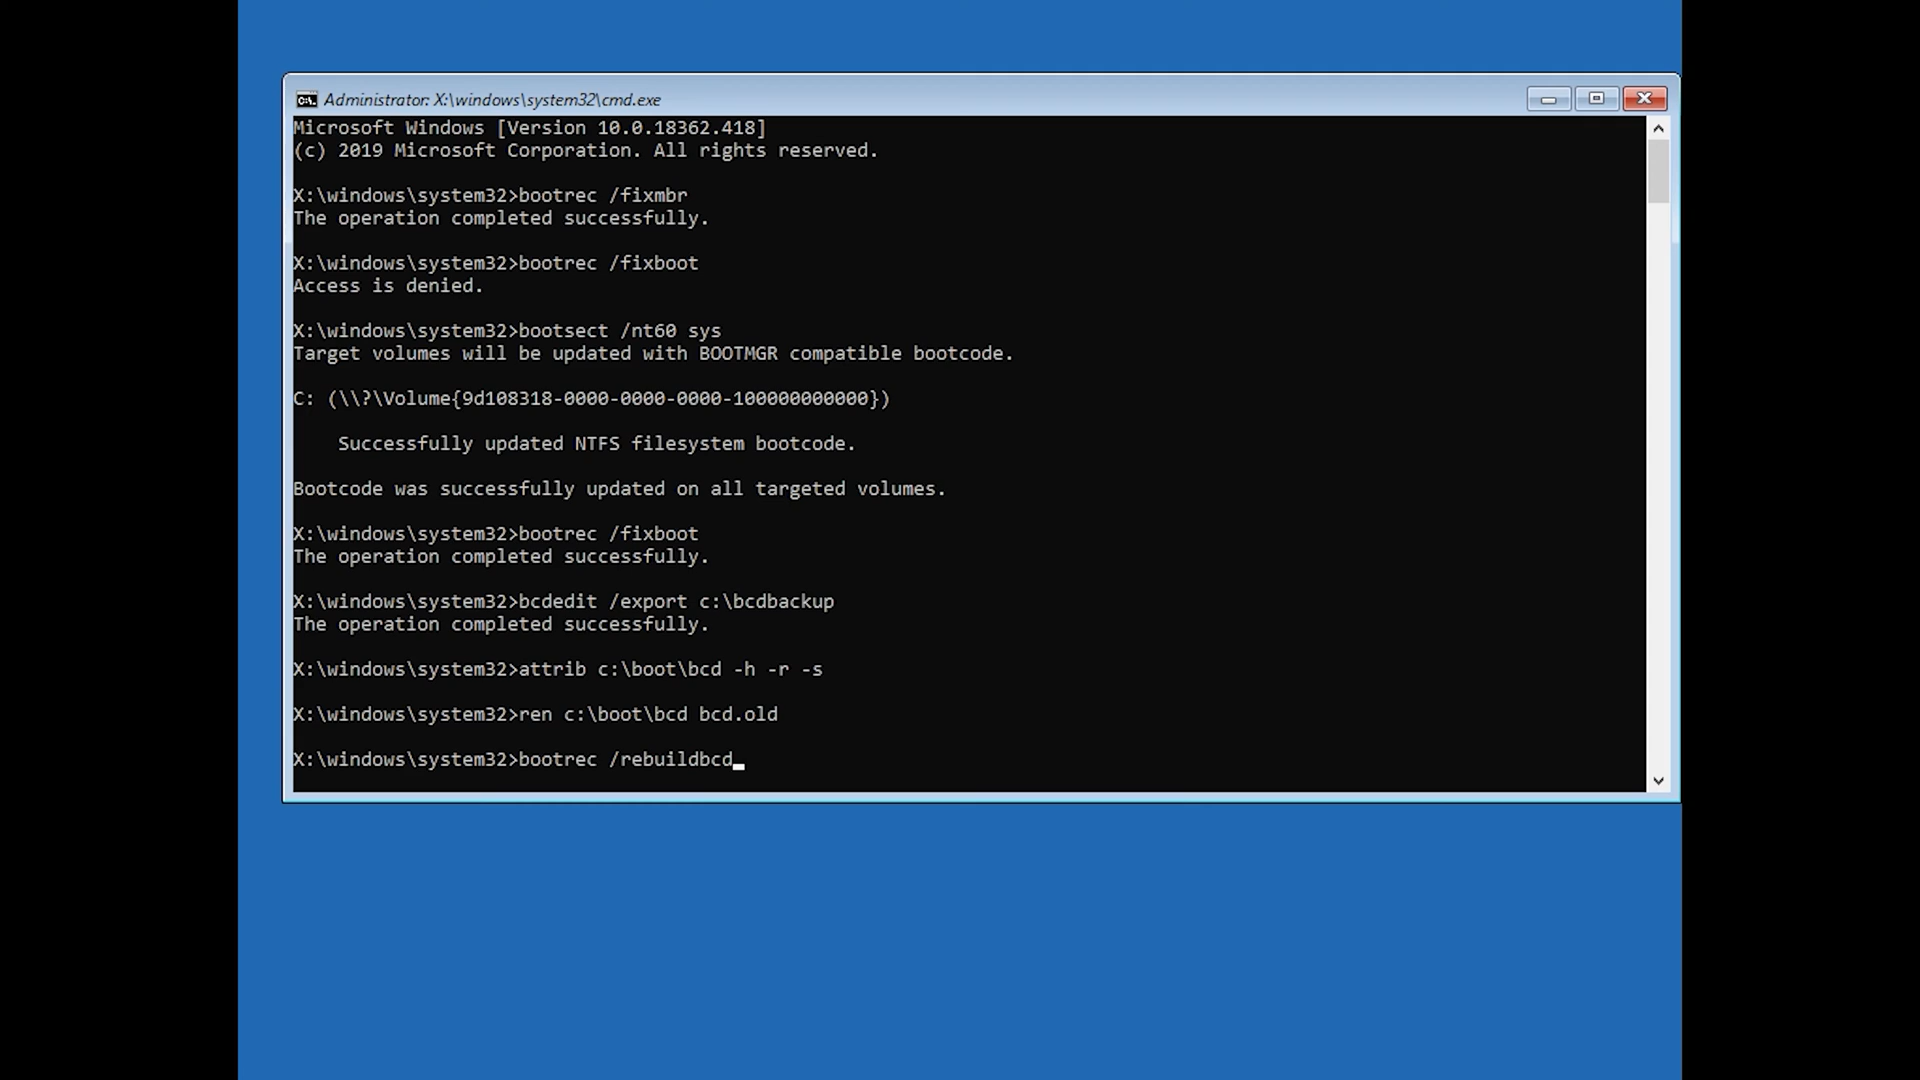 Administrator: X:\windows\system32\cmd.exe
Microsoft Windows [Version 10.0.18362.418]
(c) 2019 Microsoft Corporation. All rights reserved.
X:\windows\system32>bootrec /fixmbr
The operation completed successfully.
X:\windows\system32>bootrec /fixboot
Access is denied.
X:\windows\system32>bootsect /nt60 sys
Target volumes will be updated with BOOTMGR compatible bootcode.
C: (\\?\Volume{9d108318-0000-0000-0000-100000000000})
Successfully updated NTFS filesystem bootcode.
Bootcode was successfully updated on all targeted volumes.
X:\windows\system32>bootrec /fixboot
The operation completed successfully.
X:\windows\system32>bcdedit /export c:\bcdbackup
The operation completed successfully.
X:\windows\system32>attrib c:\boot\bcd -h -r -s
X:\windows\system32>ren c:\boot\bcd bcd.old
X:\windows\system32>bootrec /rebuildbcd